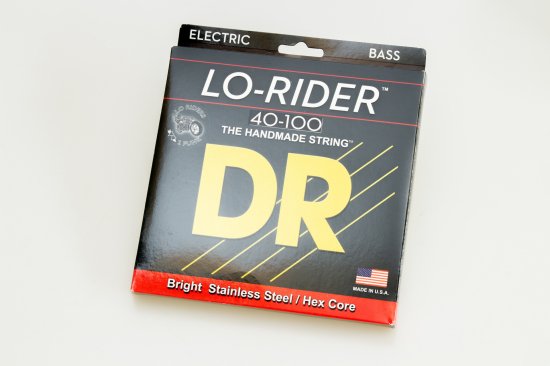 ELECTRIC BASS
LO-RIDER™
40-100
THE HANDMADE STRING™
DR
MADE IN U.S.A.
Bright Stainless Steel / Hex Core